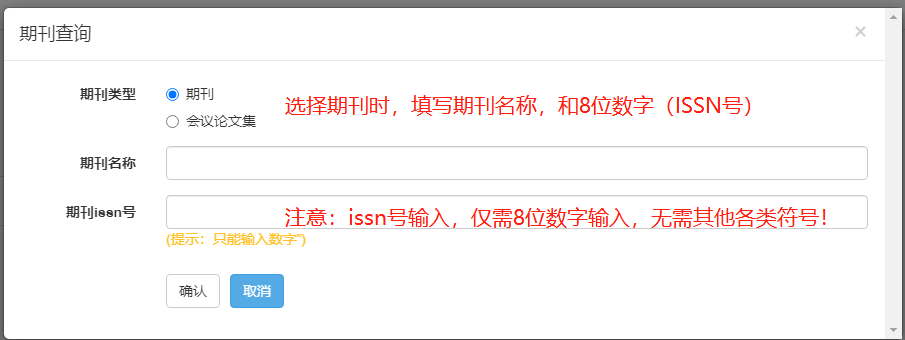 期刊查询
×
期刊类型
期刊
选择期刊时，填写期刊名称，和8位数字（ISSN号）
会议论文集
期刊名称
期刊issn号
注意：issn号输入，仅需8位数字输入，无需其他各类符号！
(提示：只能输入数字")
确认 取消